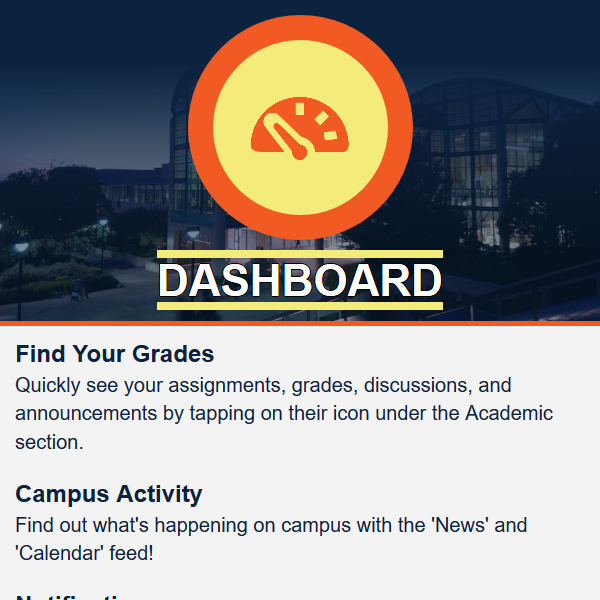 DASHBOARD
Find Your Grades
Quickly see your assignments, grades, discussions, and
announcements by tapping on their icon under the Academic
section.
Campus Activity
Find out what's happening on campus with the 'News' and
'Calendar' feed!